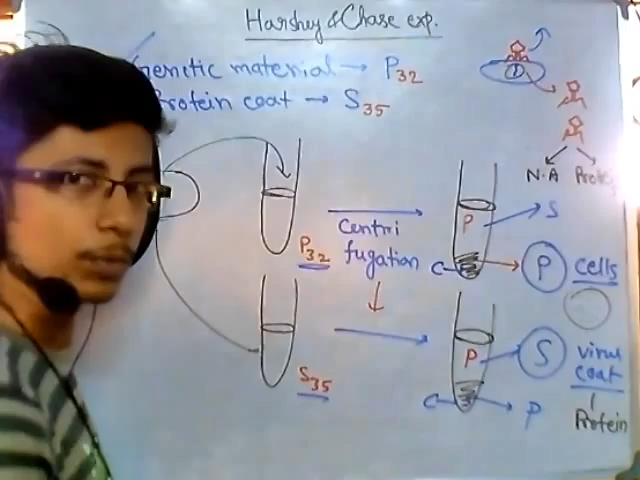 Harshey & Chase exp.
Genetic material → P32
Protein coat → S35
N.A
P32
Centri
fugation
P
S
C
P
cells
S35
P
S
virus
coat
C
P
Protein